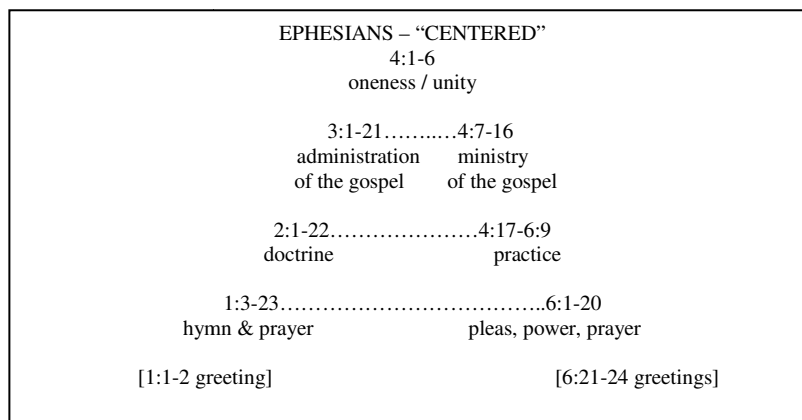 EPHESIANS – “CENTERED”
4:1-6
oneness / unity
3:1-21……..…4:7-16
administration ministry
of the gospel of the gospel
2:1-22…………………4:17-6:9
doctrine practice
1:3-23……………………………….6:1-20
hymn & prayer pleas, power, prayer
[1:1-2 greeting] [6:21-24 greetings]